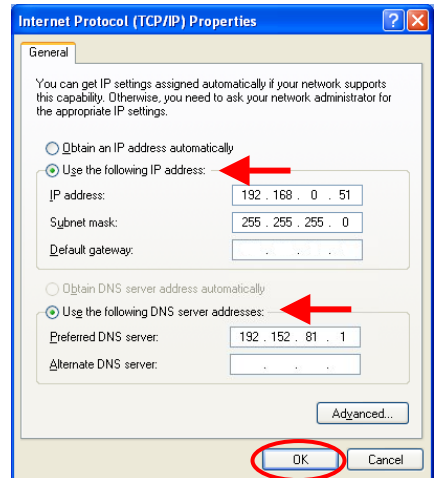 Internet Protocol (TCP/IP) Properties
General
You can get IP settings assigned automatically if your network supports
this capability. Otherwise, you need to ask your network administrator for
the appropriate IP settings.
Obtain an IP address automatically
Use the following IP address:
IP address: 192 . 168 . 0 . 51
Subnet mask: 255 . 255 . 255 . 0
Default gateway: . . .
Obtain DNS server address automatically
Use the following DNS server addresses:
Preferred DNS server: 192 . 152 . 81 . 1
Alternate DNS server: . . .
Advanced...
OK Cancel